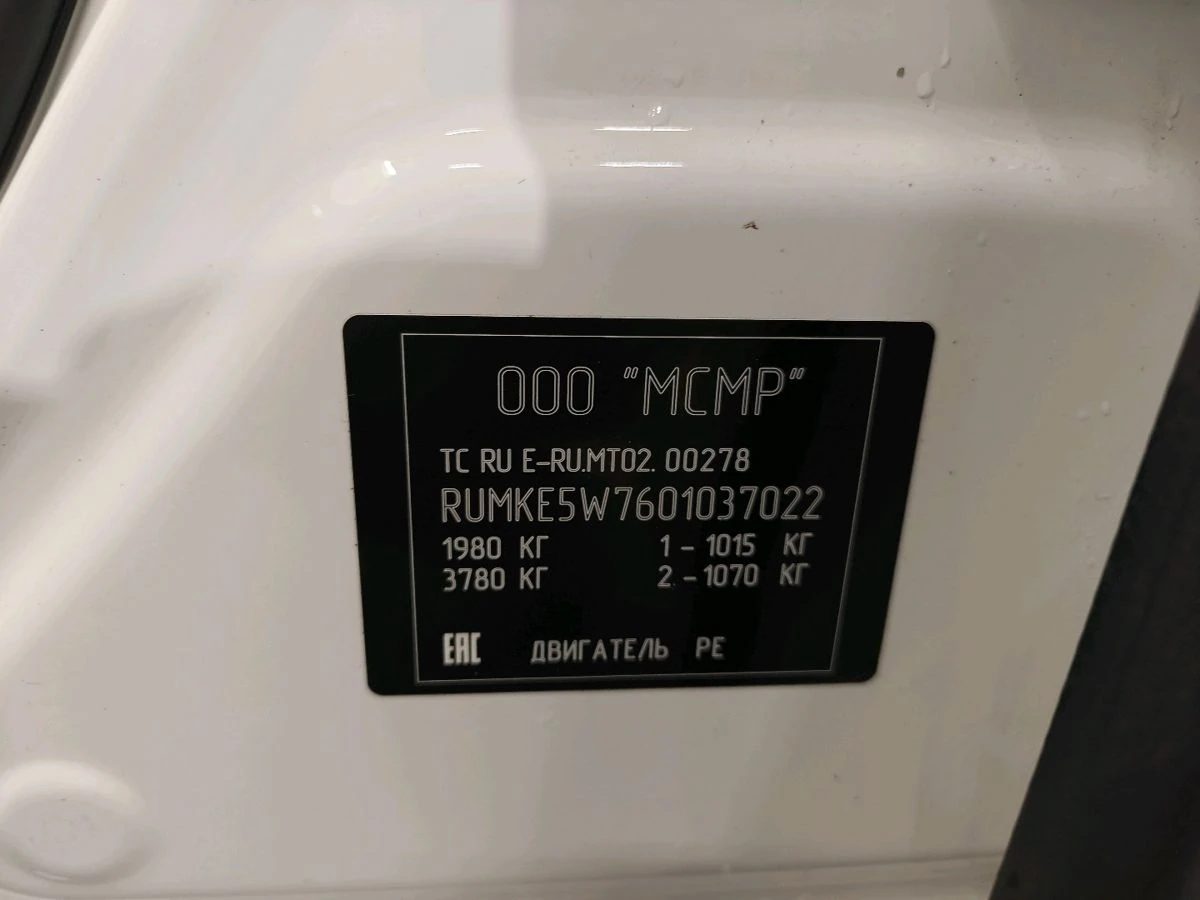 ООО "МСМР"
ТС RU E-RU.MT02. 00278
RUMKE5W7601037022
1980 КГ 1 - 1015 КГ
3780 КГ 2 - 1070 КГ
EAC ДВИГАТЕЛЬ PE